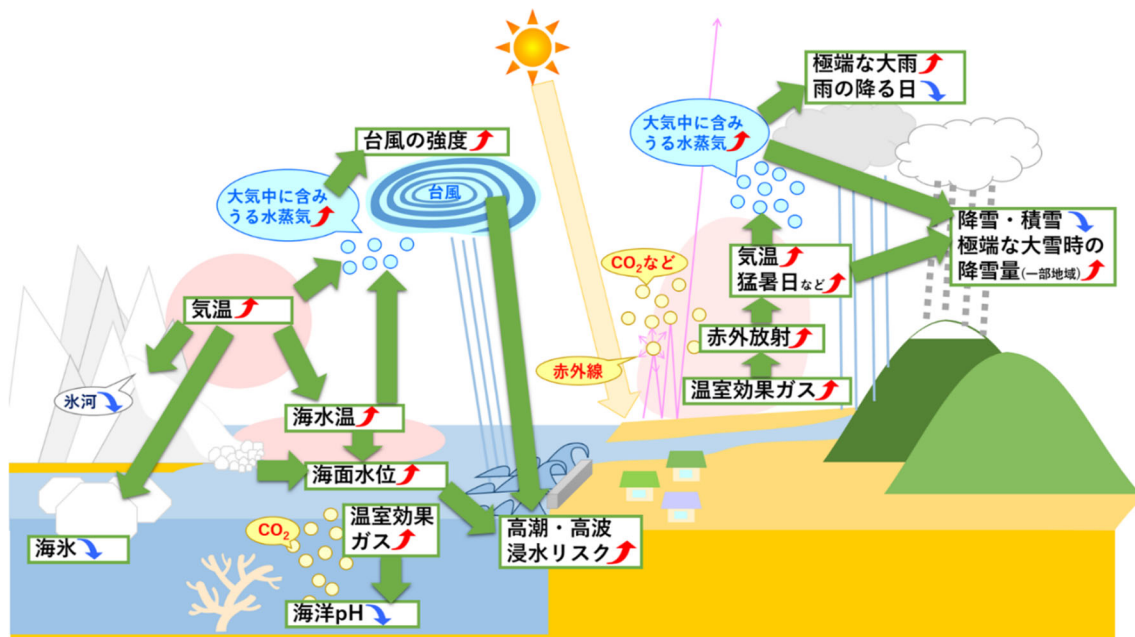 極端な大雨
雨の降る日
大気中に含み
うる水蒸気
台風の強度
台風
大気中に含み
うる水蒸気
降雪・積雪
極端な大雪時の
降雪量(一部地域)
気温
猛暑日など
CO₂など
気温
赤外放射
赤外線
温室効果ガス
氷河
海水温
海面水位
温室効果
ガス
CO₂
高潮・高波
浸水リスク
海氷
海洋pH